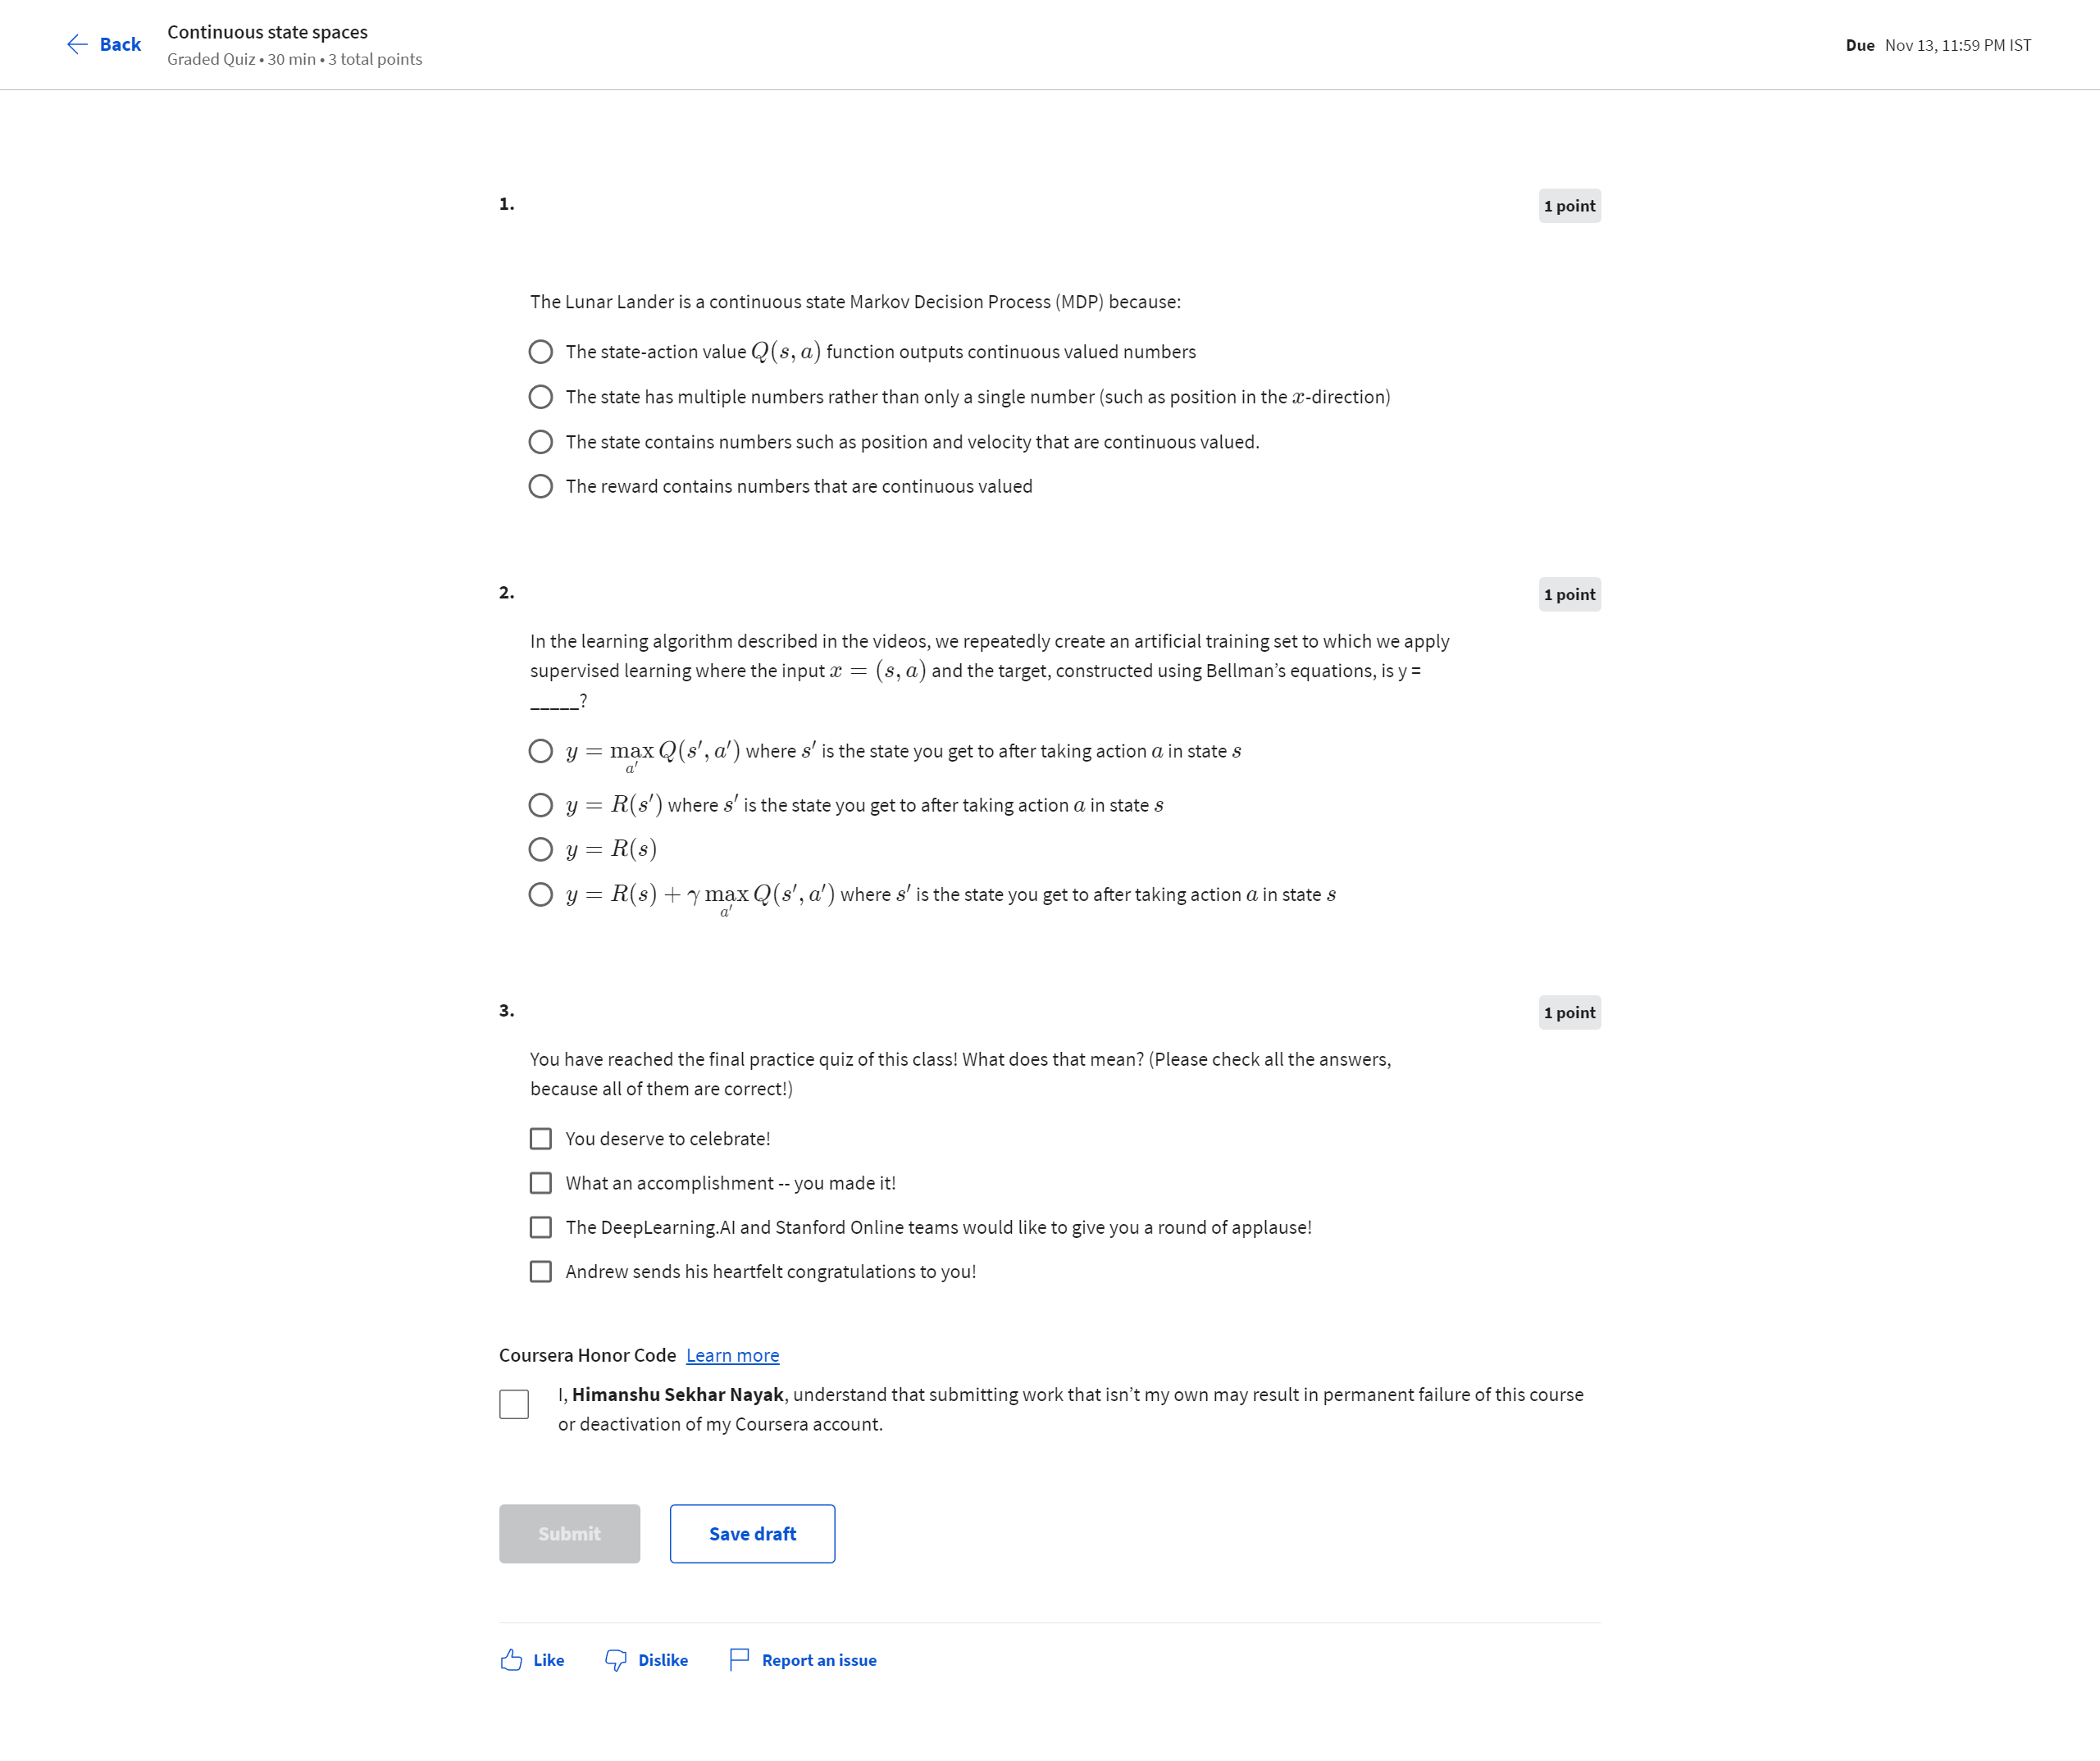 Back
Continuous state spaces
Graded Quiz • 30 min • 3 total points
Due Nov 13, 11:59 PM IST
1.
1 point
The Lunar Lander is a continuous state Markov Decision Process (MDP) because:
The state-action value Q(s, a) function outputs continuous valued numbers
The state has multiple numbers rather than only a single number (such as position in the x-direction)
The state contains numbers such as position and velocity that are continuous valued.
The reward contains numbers that are continuous valued
2.
1 point
In the learning algorithm described in the videos, we repeatedly create an artificial training set to which we apply
supervised learning where the input x = (s, a) and the target, constructed using Bellman’s equations, is y =
_____?
y = max Q(s′, a′) where s′ is the state you get to after taking action a in state s
a′
y = R(s′) where s′ is the state you get to after taking action a in state s
y = R(s)
y = R(s) + γ max Q(s′, a′) where s′ is the state you get to after taking action a in state s
a′
3.
1 point
You have reached the final practice quiz of this class! What does that mean? (Please check all the answers,
because all of them are correct!)
You deserve to celebrate!
What an accomplishment -- you made it!
The DeepLearning.AI and Stanford Online teams would like to give you a round of applause!
Andrew sends his heartfelt congratulations to you!
Coursera Honor Code Learn more
I, Himanshu Sekhar Nayak, understand that submitting work that isn’t my own may result in permanent failure of this course
or deactivation of my Coursera account.
Submit
Save draft
Like
Dislike
Report an issue